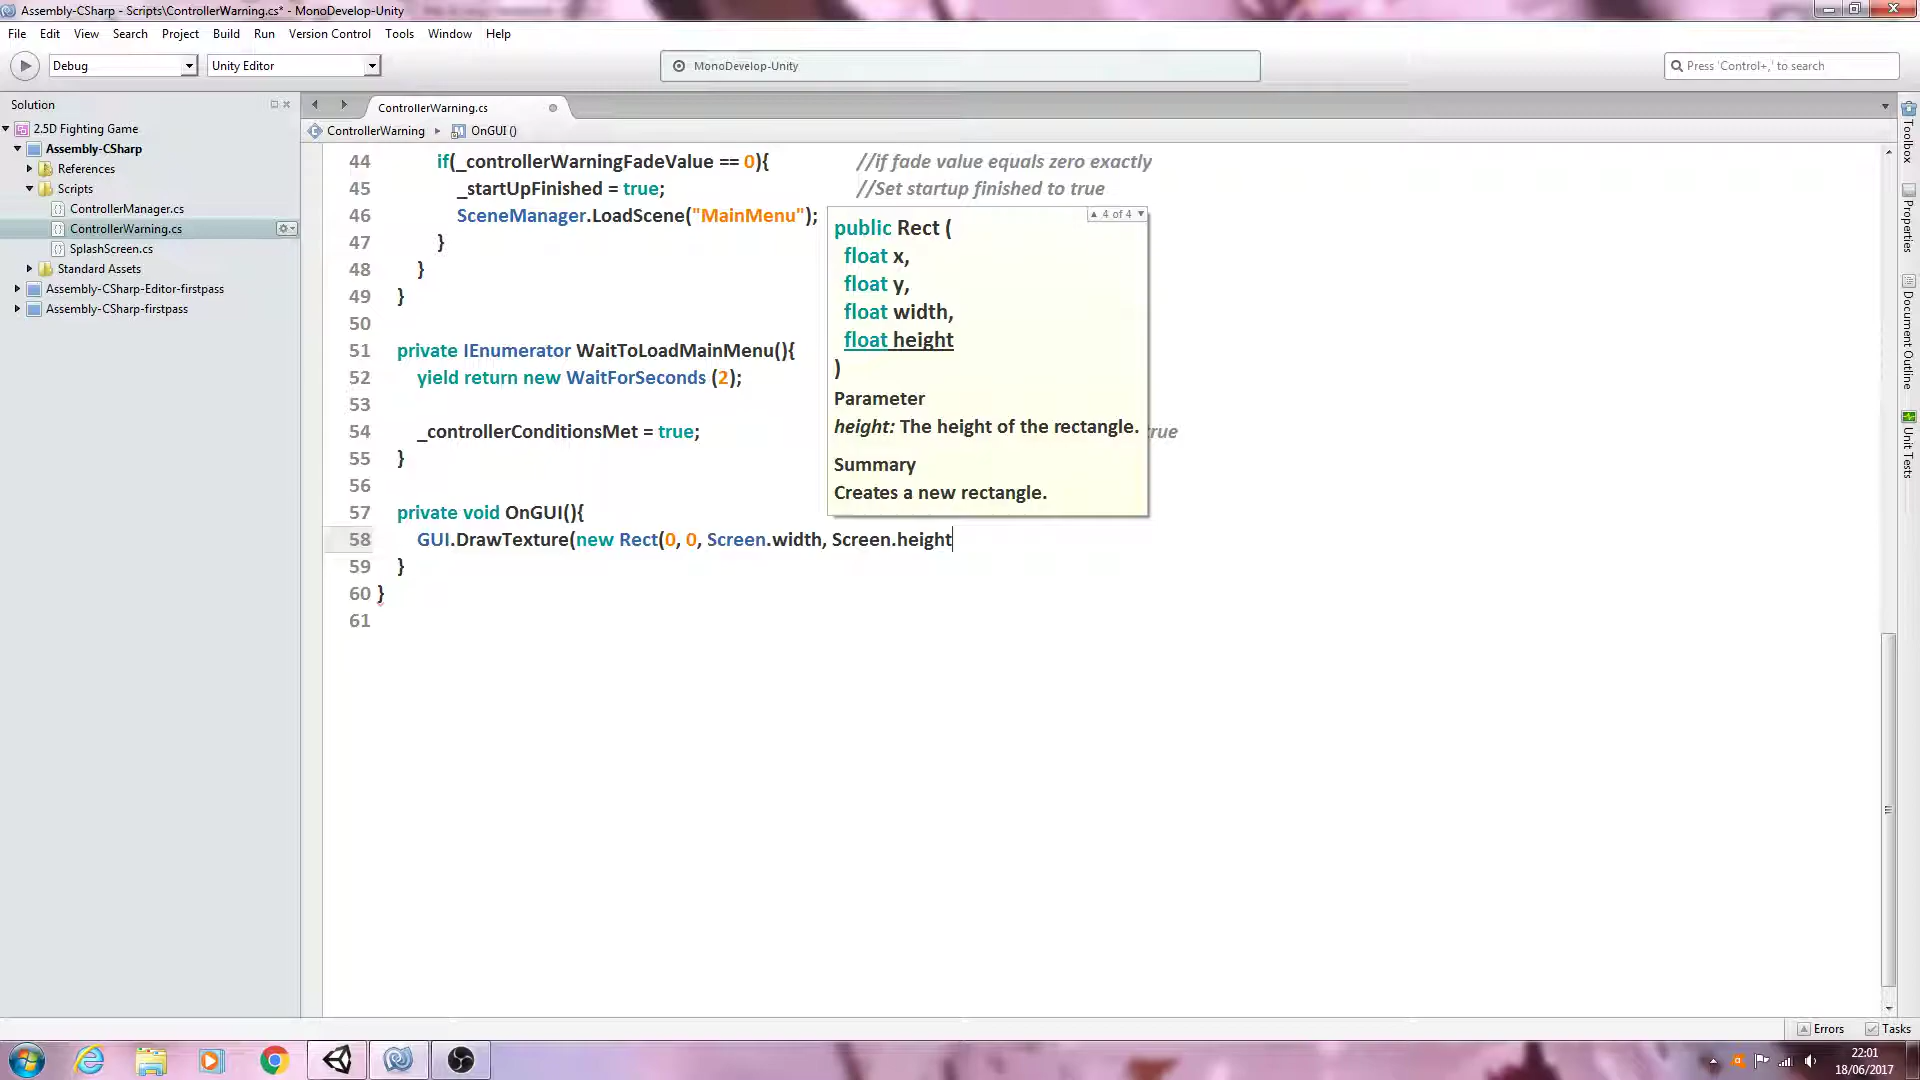 Assembly-CSharp - Scripts\ControllerWarning.cs* - MonoDevelop-Unity
File Edit View Search Project Build Run Version Control Tools Window Help
Debug Unity Editor MonoDevelop-Unity Press 'Control+,' to search
Solution
2.5D Fighting Game
Assembly-CSharp
References
Scripts
ControllerManager.cs
ControllerWarning.cs
SplashScreen.cs
Standard Assets
Assembly-CSharp-Editor-firstpass
Assembly-CSharp-firstpass
ControllerWarning.cs
ControllerWarning OnGUI ()
44 if(_controllerWarningFadeValue == 0){ //if fade value equals zero exactly
45 _startUpFinished = true; //Set startup finished to true
46 SceneManager.LoadScene("MainMenu");
47 }
48 }
49 }
50
51 private IEnumerator WaitToLoadMainMenu(){
52 yield return new WaitForSeconds (2);
53
54 _controllerConditionsMet = true; true
55 }
56
57 private void OnGUI(){
58 GUI.DrawTexture(new Rect(0, 0, Screen.width, Screen.height
59 }
60 }
61
4 of 4
public Rect (
float x,
float y,
float width,
float height
)
Parameter
height: The height of the rectangle.
Summary
Creates a new rectangle.
Toolbox
Properties
Document Outline
Unit Tests
Errors Tasks
22:01
18/06/2017